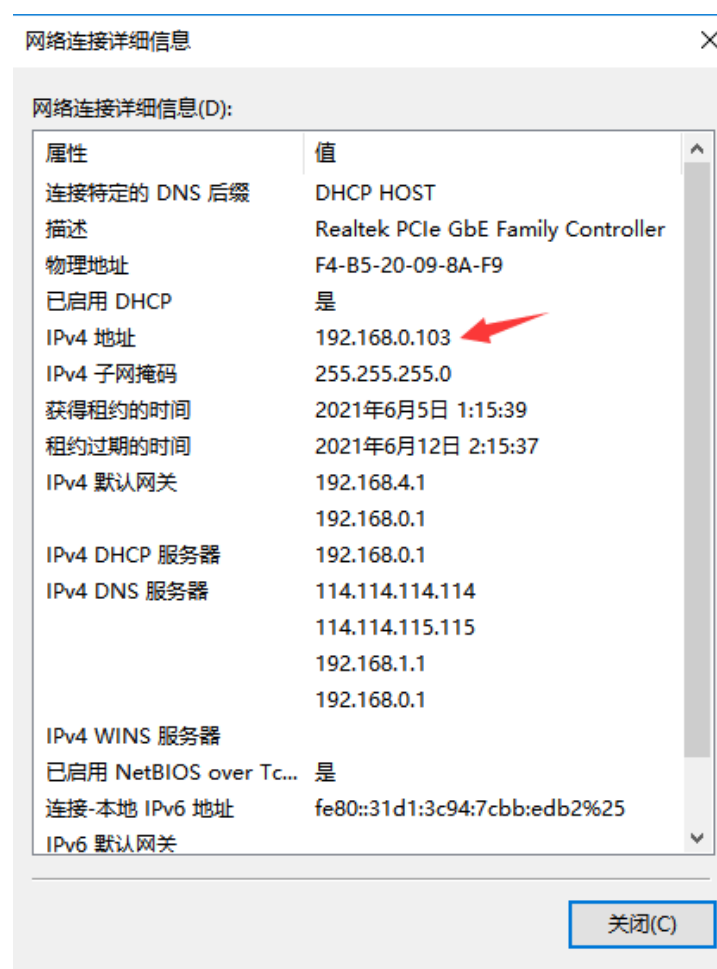 网络连接详细信息
网络连接详细信息(D):
属性 值
连接特定的 DNS 后缀 DHCP HOST
描述 Realtek PCIe GbE Family Controller
物理地址 F4-B5-20-09-8A-F9
已启用 DHCP 是
IPv4 地址 192.168.0.103
IPv4 子网掩码 255.255.255.0
获得租约的时间 2021年6月5日 1:15:39
租约过期的时间 2021年6月12日 2:15:37
IPv4 默认网关 192.168.4.1
192.168.0.1
IPv4 DHCP 服务器 192.168.0.1
IPv4 DNS 服务器 114.114.114.114
114.114.115.115
192.168.1.1
192.168.0.1
IPv4 WINS 服务器
已启用 NetBIOS over Tc... 是
连接-本地 IPv6 地址 fe80::31d1:3c94:7cbb:edb2%25
IPv6 默认网关
关闭(C)